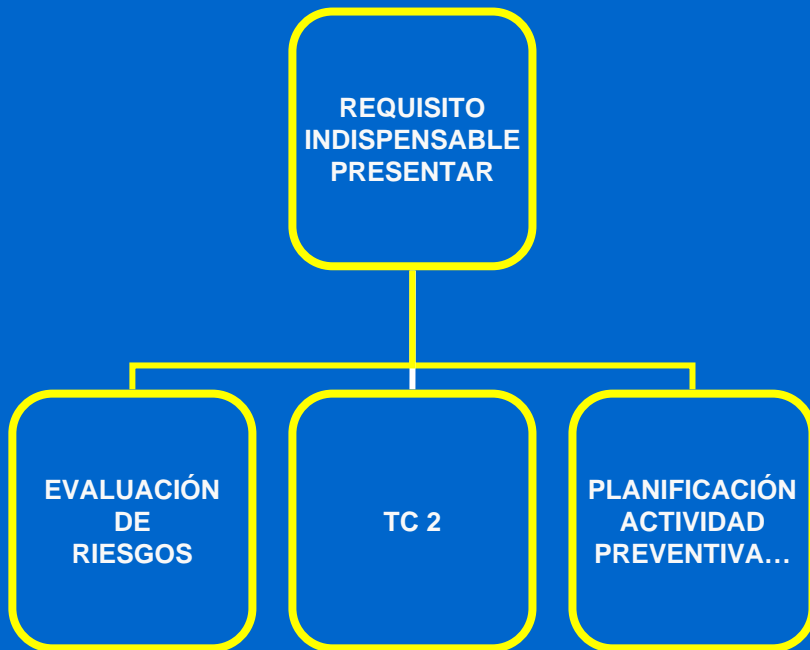 REQUISITO
INDISPENSABLE
PRESENTAR
EVALUACIÓN
DE
RIESGOS
TC 2
PLANIFICACIÓN
ACTIVIDAD
PREVENTIVA…